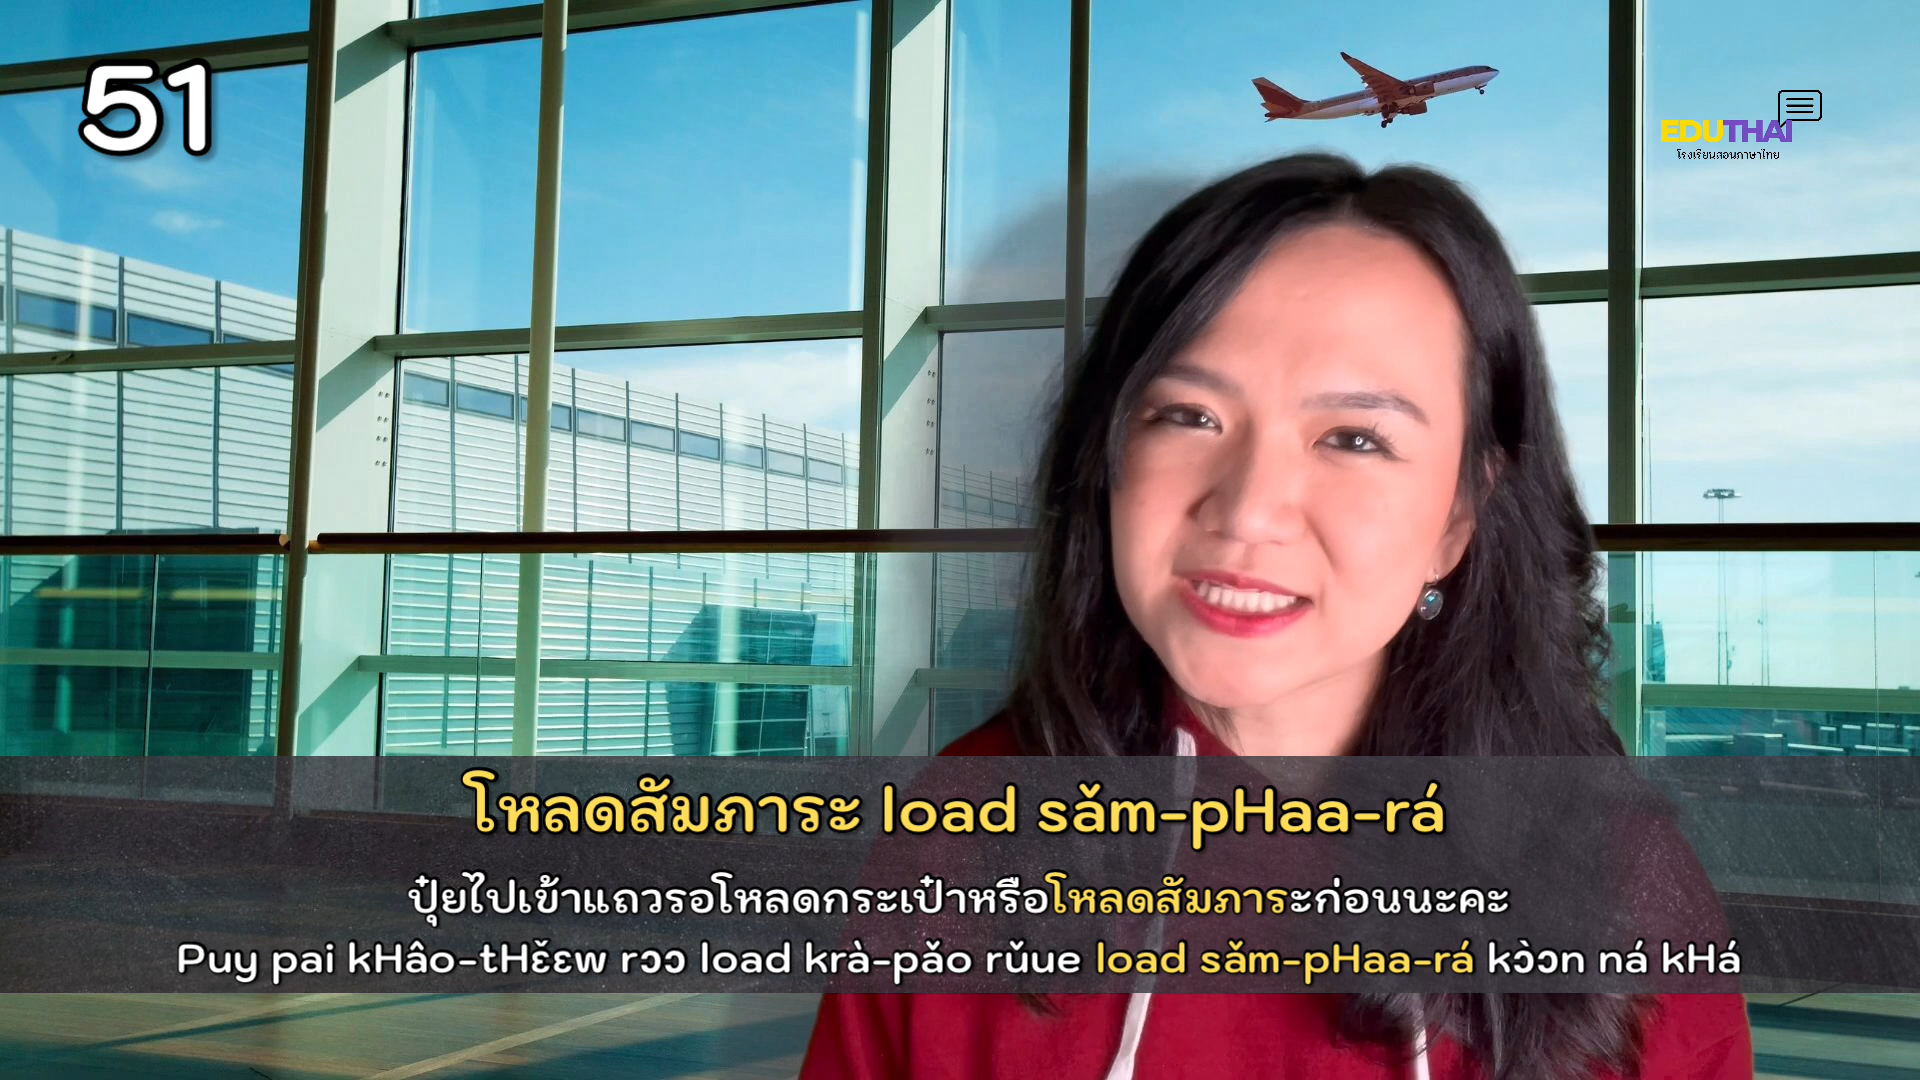 51
EDUTHAI
โรงเรียนสอนภาษาไทย
โหลดสัมภาระ load sǎm-pHaa-rá
ปุ๋ยไปเข้าแถวรอโหลดกระเป๋าหรือโหลดสัมภาระก่อนนะคะ
Puy pai kHâo-tHɛ̌ɛw rɔɔ load krà-pǎo rǔue load sǎm-pHaa-rá kɔ̀ɔn ná kHá